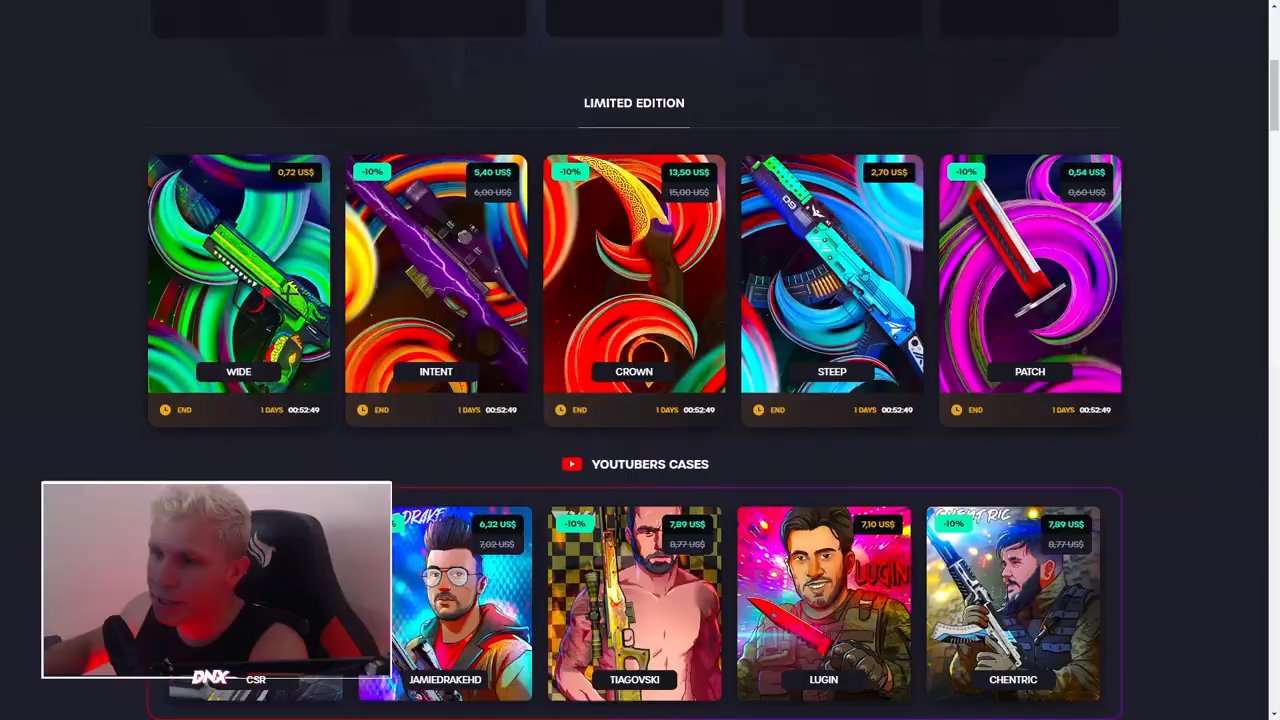 LIMITED EDITION
0,72 US$
-10%
5,40 US$
6,00 US$
-10%
13,50 US$
15,00 US$
2,70 US$
-10%
0,54 US$
0,60 US$
WIDE
INTENT
CROWN
STEEP
PATCH
END 1 DAYS 00:52:49
END 1 DAYS 00:52:49
END 1 DAYS 00:52:49
END 1 DAYS 00:52:49
END 1 DAYS 00:52:49
YOUTUBERS CASES
6,32 US$
7,02 US$
-10%
7,89 US$
8,77 US$
7,10 US$
LUGIN
-10%
7,89 US$
8,77 US$
DNX
CSR
JAMIEDRAKEHD
TIAGOVSKI
LUGIN
CHENTRIC